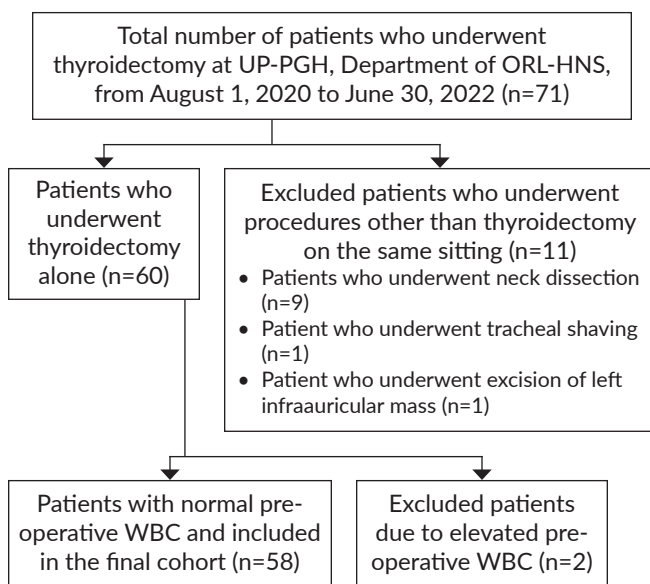 Total number of patients who underwent
thyroidectomy at UP-PGH, Department of ORL-HNS,
from August 1, 2020 to June 30, 2022 (n=71)
Patients who
underwent
thyroidectomy
alone (n=60)
Excluded patients who underwent
procedures other than thyroidectomy
on the same sitting (n=11)
• Patients who underwent neck dissection
(n=9)
• Patient who underwent tracheal shaving
(n=1)
• Patient who underwent excision of left
infraauricular mass (n=1)
Patients with normal pre-
operative WBC and included
in the final cohort (n=58)
Excluded patients
due to elevated pre-
operative WBC (n=2)